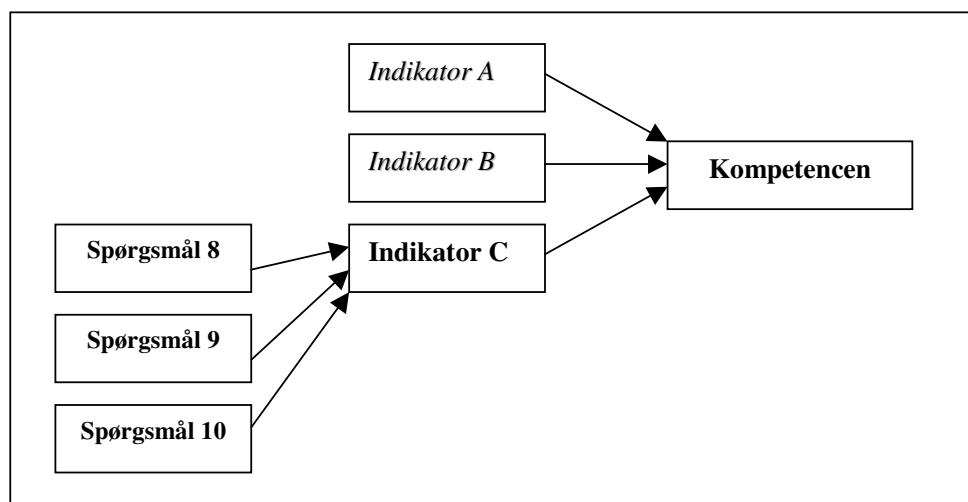 Indikator A
Indikator B
Kompetencen
Spørgsmål 8
Indikator C
Spørgsmål 9
Spørgsmål 10